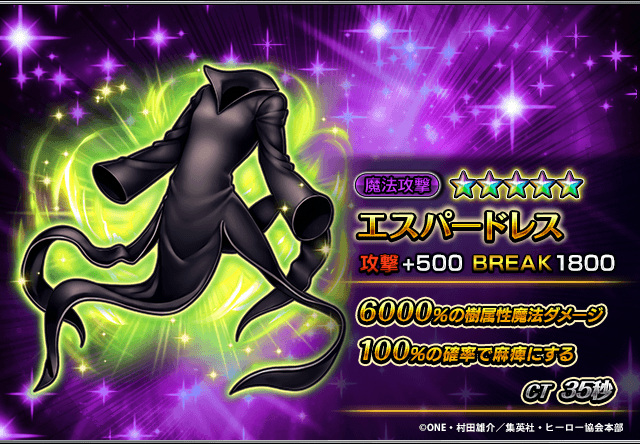 魔法攻撃 ☆☆☆☆☆
エスパードレス
攻撃+500 BREAK 1800
6000%の樹属性魔法ダメージ
100%の確率で麻痺にする
CT 35秒
©ONE・村田雄介／集英社・ヒーロー協会本部